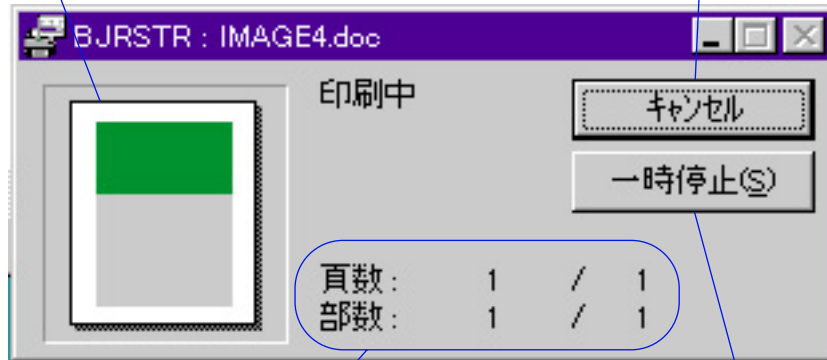 BJRSTR : IMAGE4.doc
印刷中
キャンセル
一時停止(S)
頁数 : 1 / 1
部数 : 1 / 1